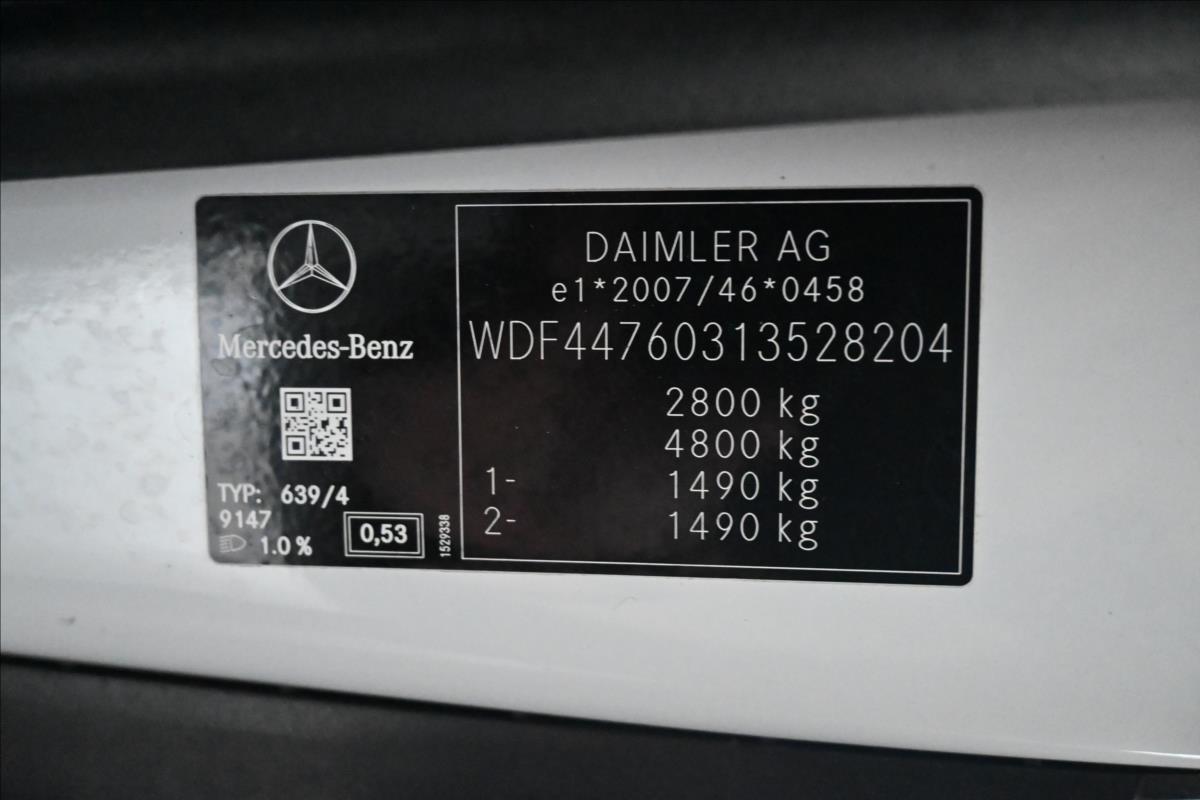 Mercedes-Benz
TYP: 639/4
9147
1.0 %
0,53
1529338
DAIMLER AG
e1*2007/46*0458
WDF44760313528204
2800 kg
4800 kg
1- 1490 kg
2- 1490 kg